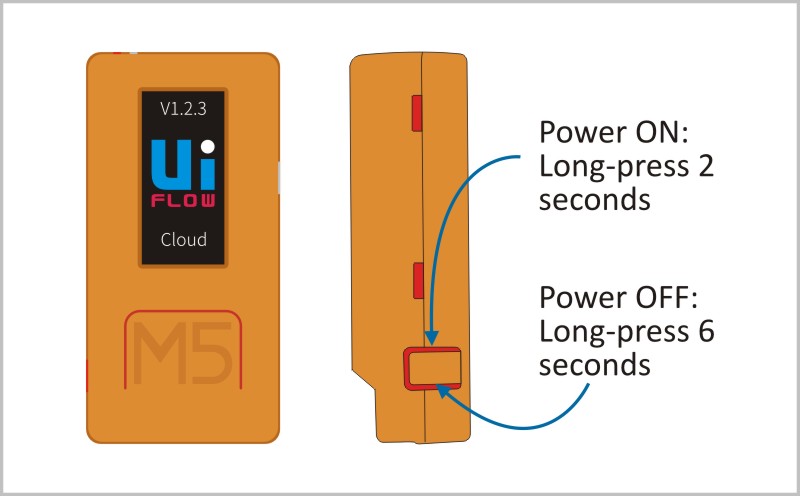 V1.2.3
Ui
FLOW
Cloud
M5
Power ON:
Long-press 2
seconds
Power OFF:
Long-press 6
seconds